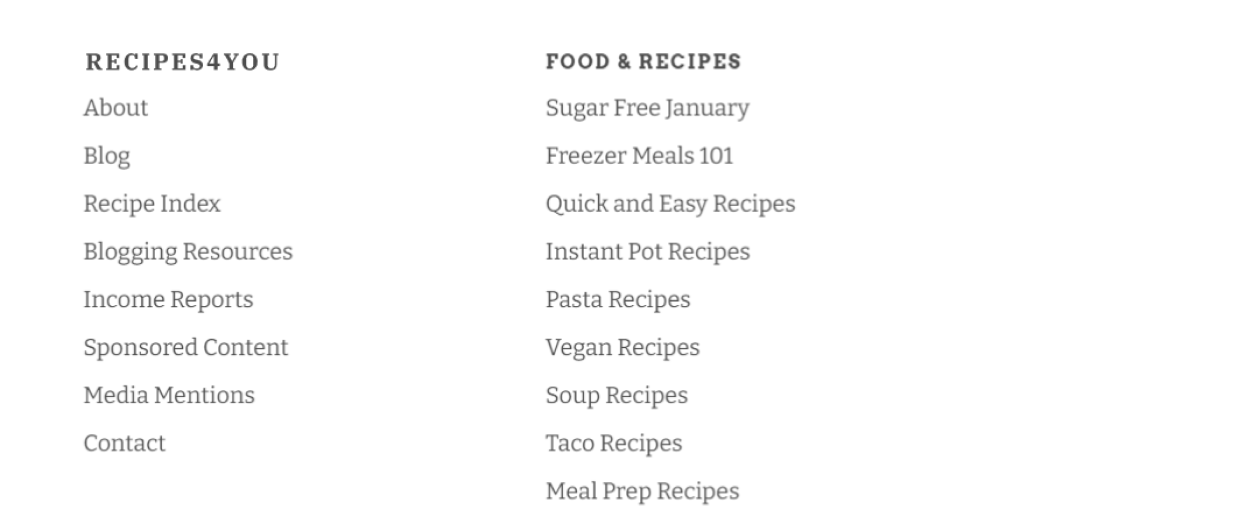 RECIPES4YOU
About
Blog
Recipe Index
Blogging Resources
Income Reports
Sponsored Content
Media Mentions
Contact
FOOD & RECIPES
Sugar Free January
Freezer Meals 101
Quick and Easy Recipes
Instant Pot Recipes
Pasta Recipes
Vegan Recipes
Soup Recipes
Taco Recipes
Meal Prep Recipes